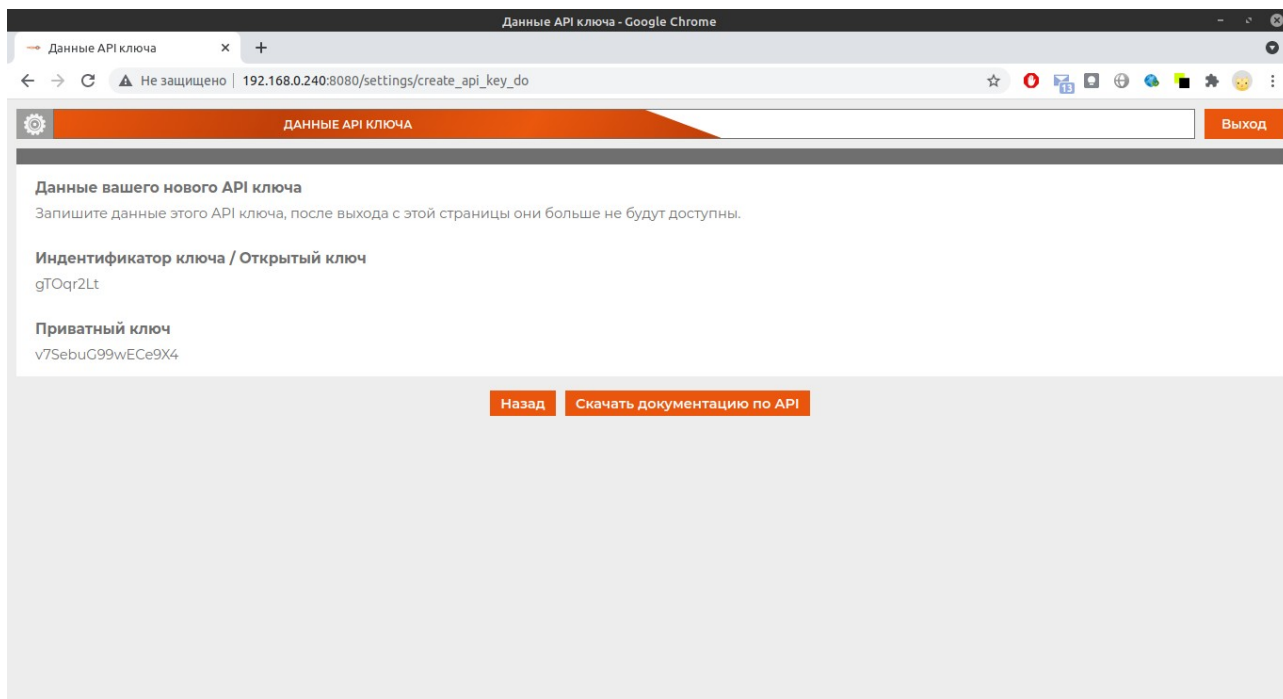 Данные API ключа - Google Chrome
Данные API ключа
Не защищено | 192.168.0.240:8080/settings/create_api_key_do
13
ДАННЫЕ API КЛЮЧА
Выход
Данные вашего нового API ключа
Запишите данные этого API ключа, после выхода с этой страницы они больше не будут доступны.
Индентификатор ключа / Открытый ключ
gTOqr2Lt
Приватный ключ
v7SebuG99wECe9X4
Назад
Скачать документацию по API